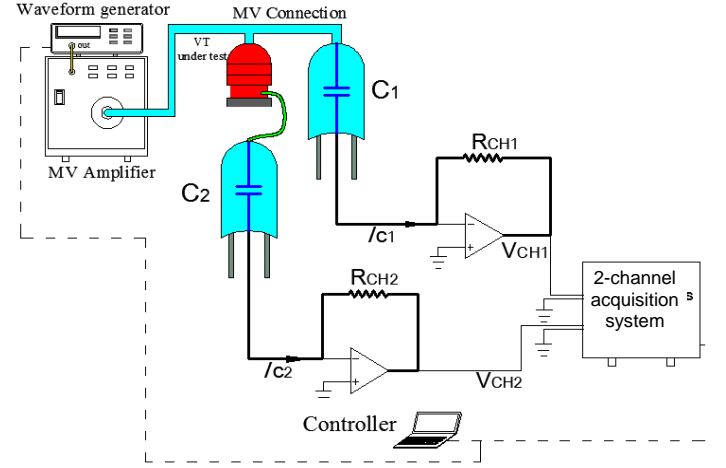 Waveform generator
MV Connection
out
VT
under test
C1
MV Amplifier
C2
RCH1
Ic1
VCH1
RCH2
2-channel
acquisition s
system
Ic2
VCH2
Controller